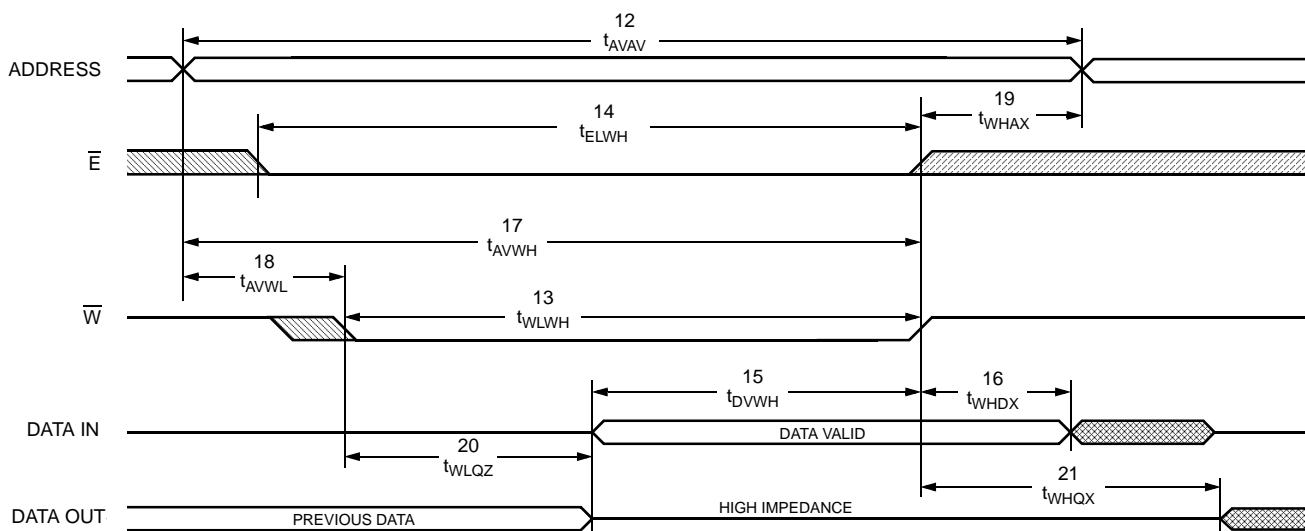 12
tAVAV
ADDRESS
19
tWHAX
14
tELWH
E
17
tAVWH
18
tAVWL
13
tWLWH
W
15
tDVWH
16
tWHDX
DATA IN
DATA VALID
20
tWLQZ
21
tWHQX
DATA OUT
PREVIOUS DATA
HIGH IMPEDANCE